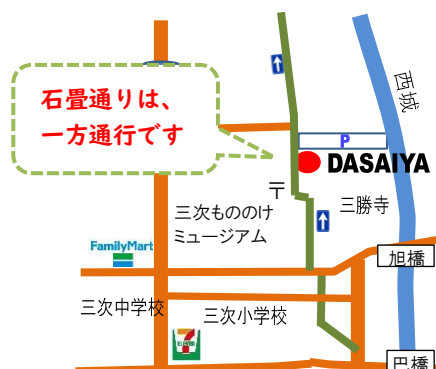 石畳通りは、
一方通行です
西城
P
DASAIYA
〒
三次もののけ
ミュージアム
三勝寺
FamilyMart
旭橋
三次中学校
三次小学校
7
ELEVEN
巴橋